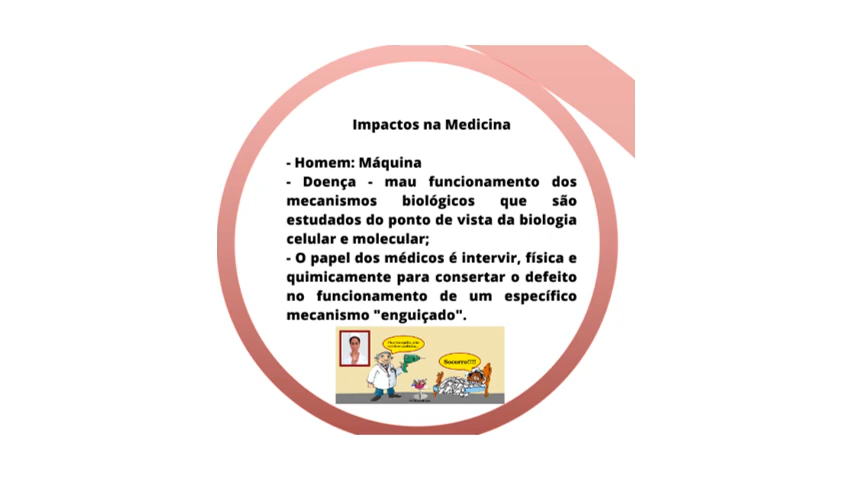 Impactos na Medicina
- Homem: Máquina
- Doença - mau funcionamento dos
mecanismos biológicos que são
estudados do ponto de vista da biologia
celular e molecular;
- O papel dos médicos é intervir, física e
quimicamente para consertar o defeito
no funcionamento de um específico
mecanismo "enguiçado".
Socorro!!!!